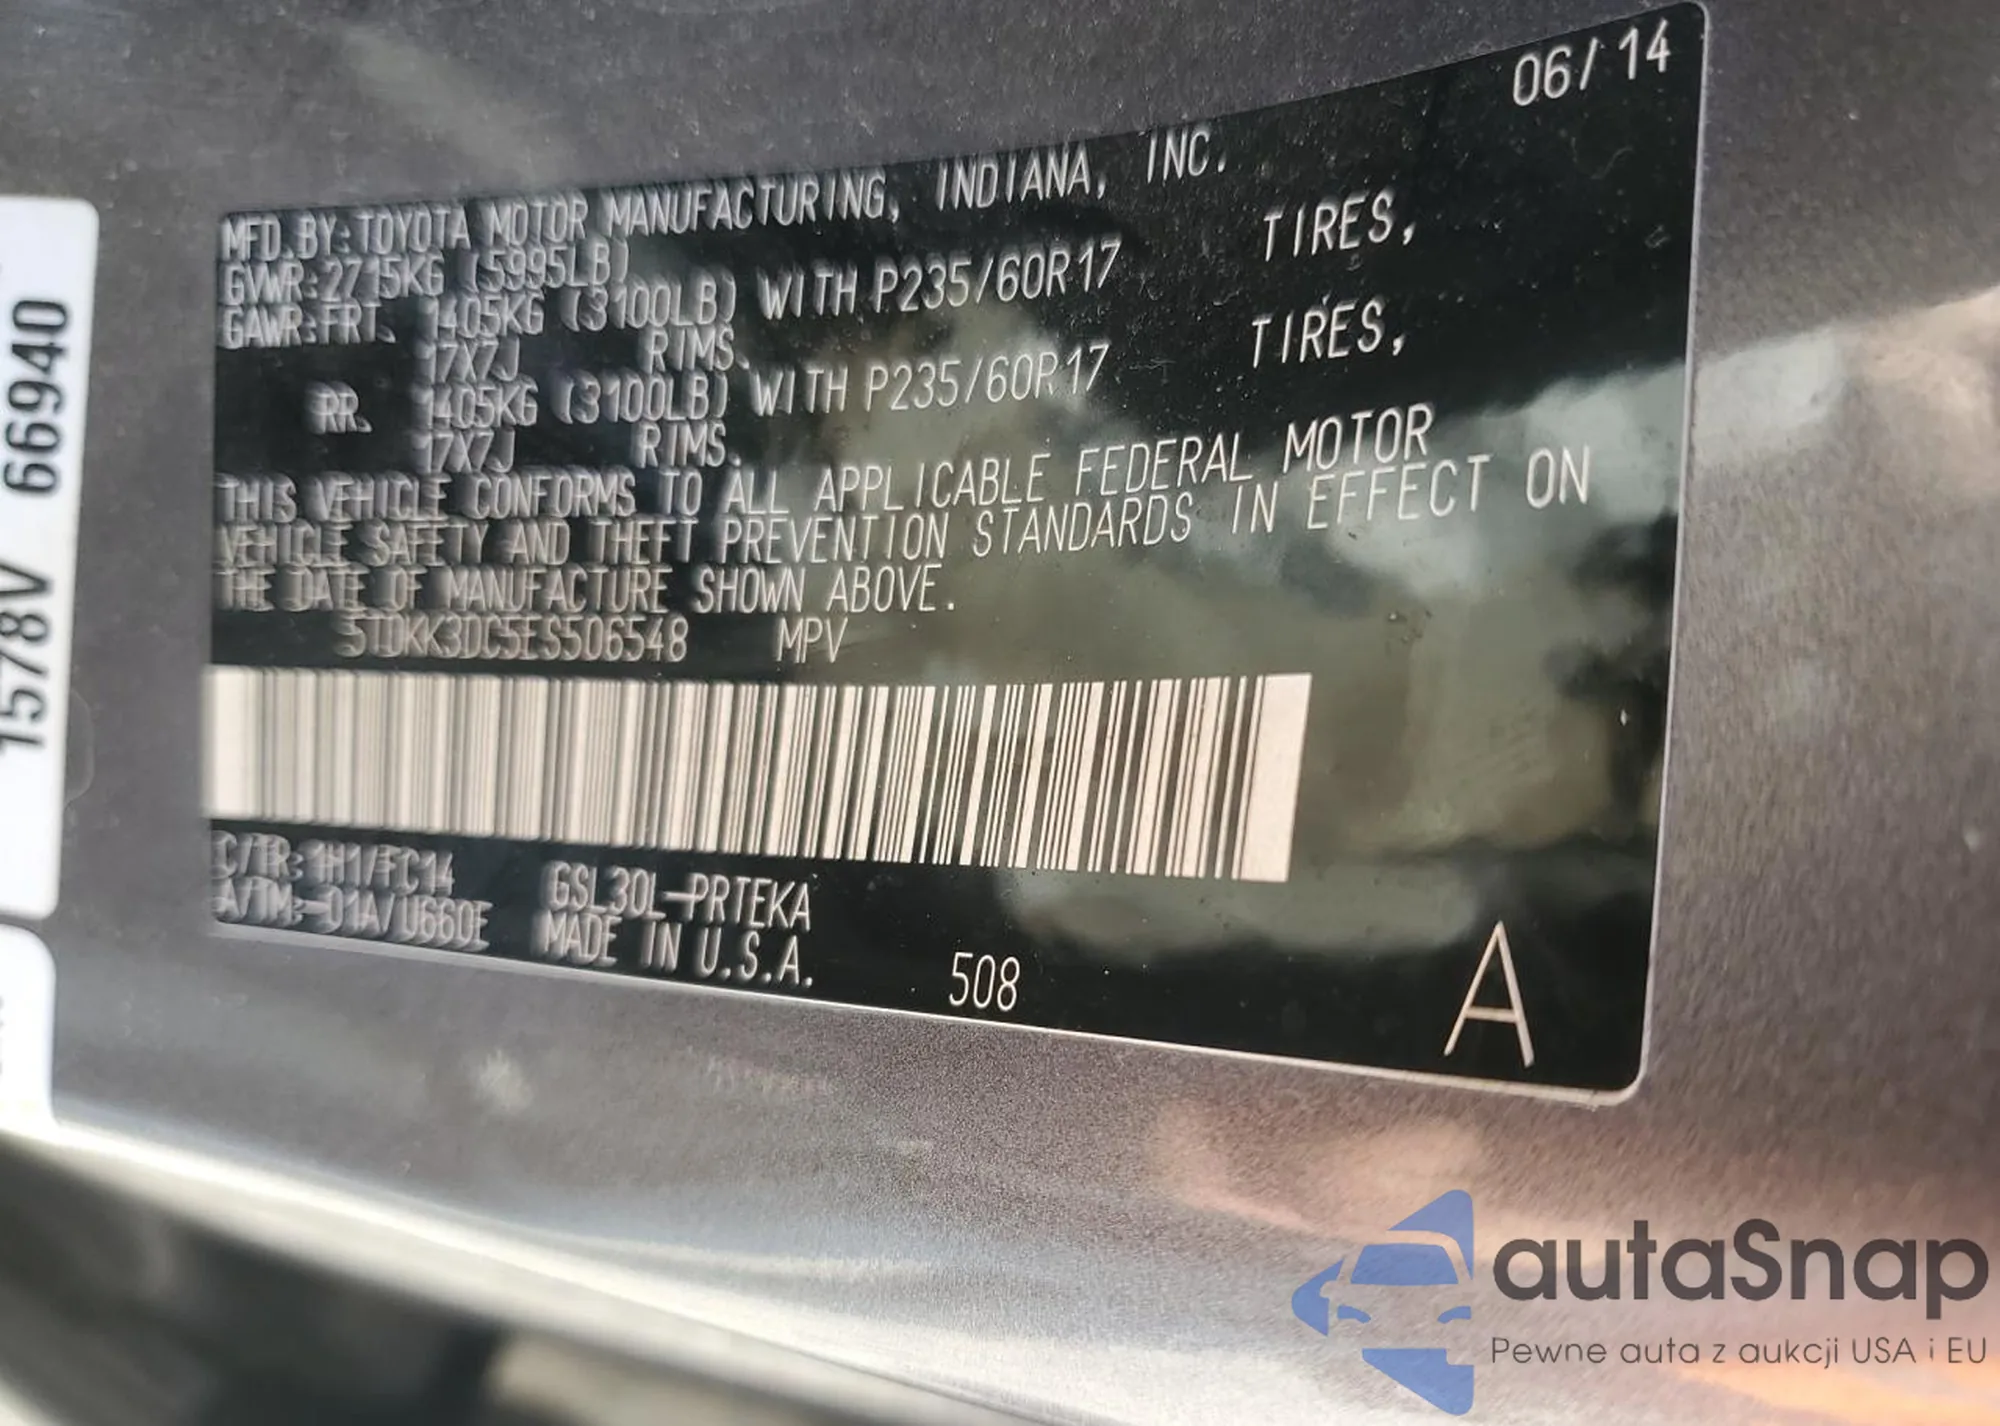 06/14
MFD.BY:TOYOTA MOTOR MANUFACTURING, INDIANA, INC.
GVWR:2715KG (5995LB)
GAWR:FRT. 1405KG (3100LB) WITH P235/60R17 TIRES,
17X7J RIMS.
RR. 1405KG (3100LB) WITH P235/60R17 TIRES,
17X7J RIMS.
THIS VEHICLE CONFORMS TO ALL APPLICABLE FEDERAL MOTOR
VEHICLE SAFETY AND THEFT PREVENTION STANDARDS IN EFFECT ON
THE DATE OF MANUFACTURE SHOWN ABOVE.
5TDKK3DC5ES506548 MPV
C/TR:1H1/FC14 GSL30L-PRTEKA
A/TM:-01A/U660E MADE IN U.S.A.
508
A
1578V 66940
autaSnap
Pewne auta z aukcji USA i EU